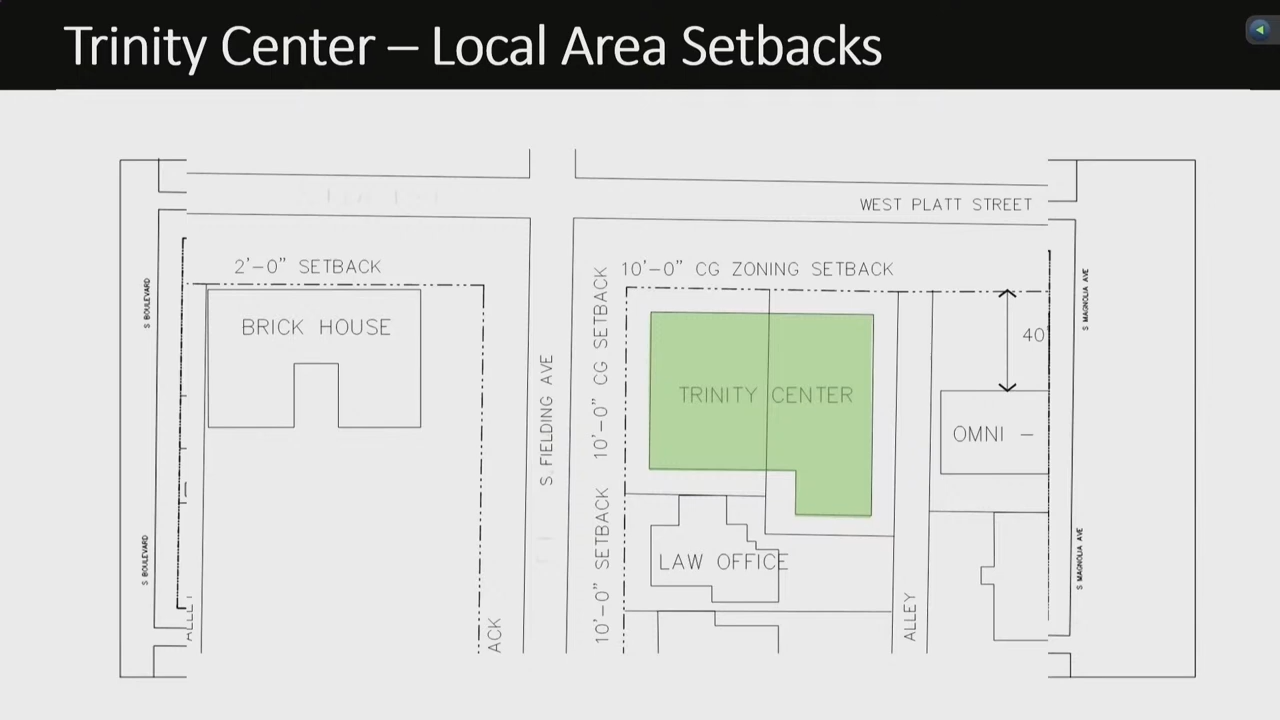 Trinity Center – Local Area Setbacks
WEST PLATT STREET
2'-0" SETBACK
10'-0" CG ZONING SETBACK
S BOULEVARD
BRICK HOUSE
S. FIELDING AVE
10'-0" CG SETBACK
TRINITY CENTER
40'
S MAGNOLIA AVE
OMNI -
S BOULEVARD
10'-0" SETBACK
LAW OFFICE
S MAGNOLIA AVE
ALLEY
ACK
ALLEY